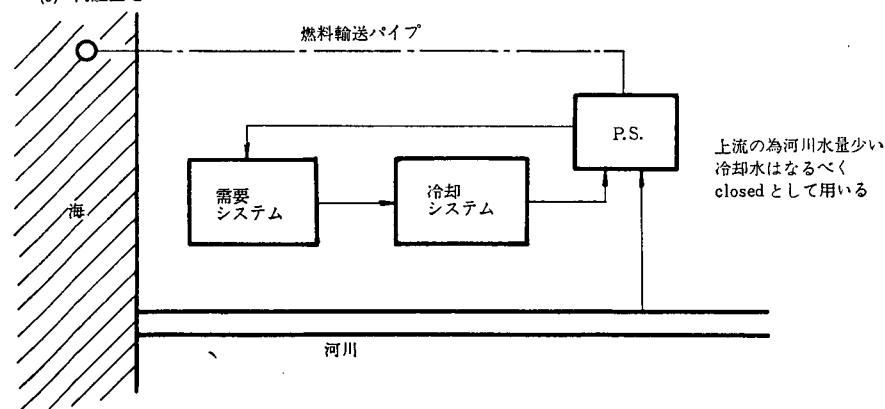 燃料輸送パイプ
P.S.
上流の為河川水量少い
冷却水はなるべく
closedとして用いる
需要
システム
冷却
システム
海
河川